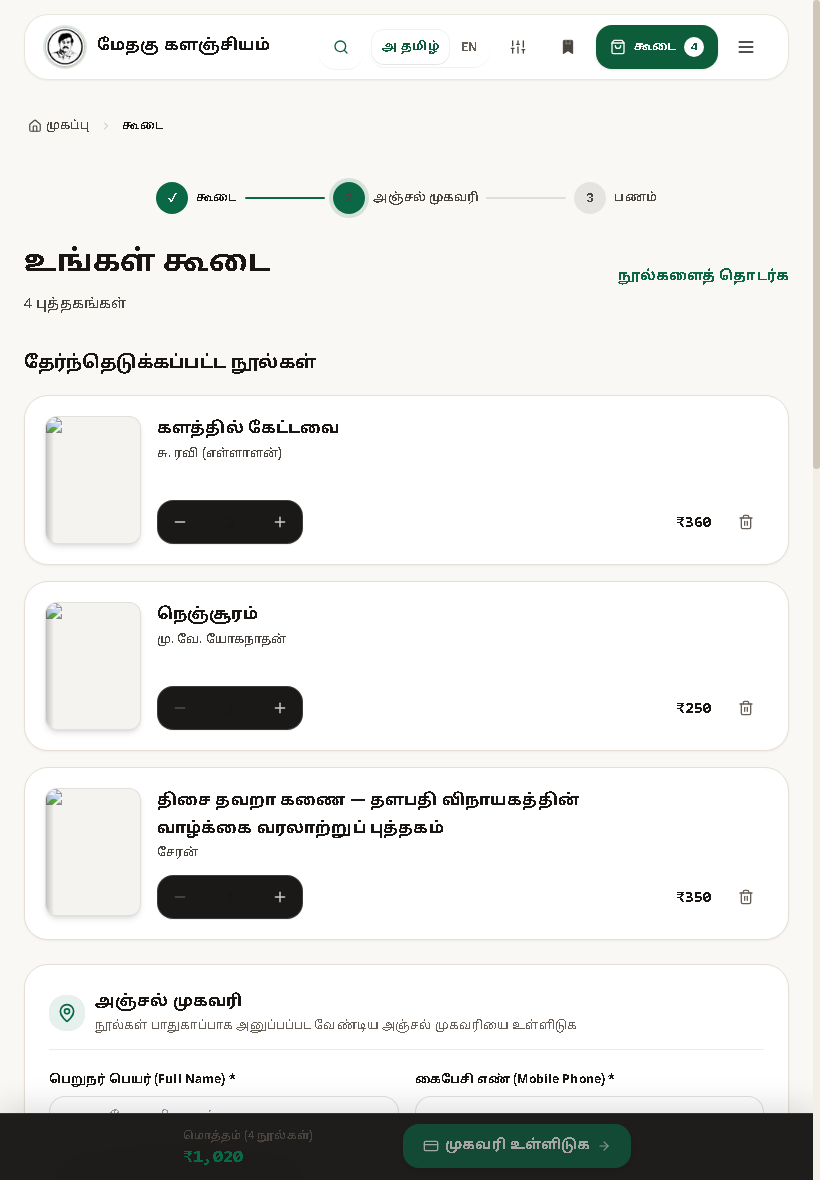 மேதகு களஞ்சியம்
அ தமிழ் EN
கூடை 4
முகப்பு > கூடை
✓ கூடை
அஞ்சல் முகவரி
3 பணம்
உங்கள் கூடை
நூல்களைத் தொடர்க
4 புத்தகங்கள்
தேர்ந்தெடுக்கப்பட்ட நூல்கள்
களத்தில் கேட்டவை
சு. ரவி (எள்ளாளன்)
− + ₹360
நெஞ்சூரம்
மு. வே. யோகநாதன்
− + ₹250
திசை தவறா கணை — தளபதி விநாயகத்தின்
வாழ்க்கை வரலாற்றுப் புத்தகம்
சேரன்
− + ₹350
அஞ்சல் முகவரி
நூல்கள் பாதுகாப்பாக அனுப்பப்பட வேண்டிய அஞ்சல் முகவரியை உள்ளிடுக
பெறுநர் பெயர் (Full Name) *
கைபேசி எண் (Mobile Phone) *
மொத்தம் (4 நூல்கள்)
₹1,020
முகவரி உள்ளிடுக →